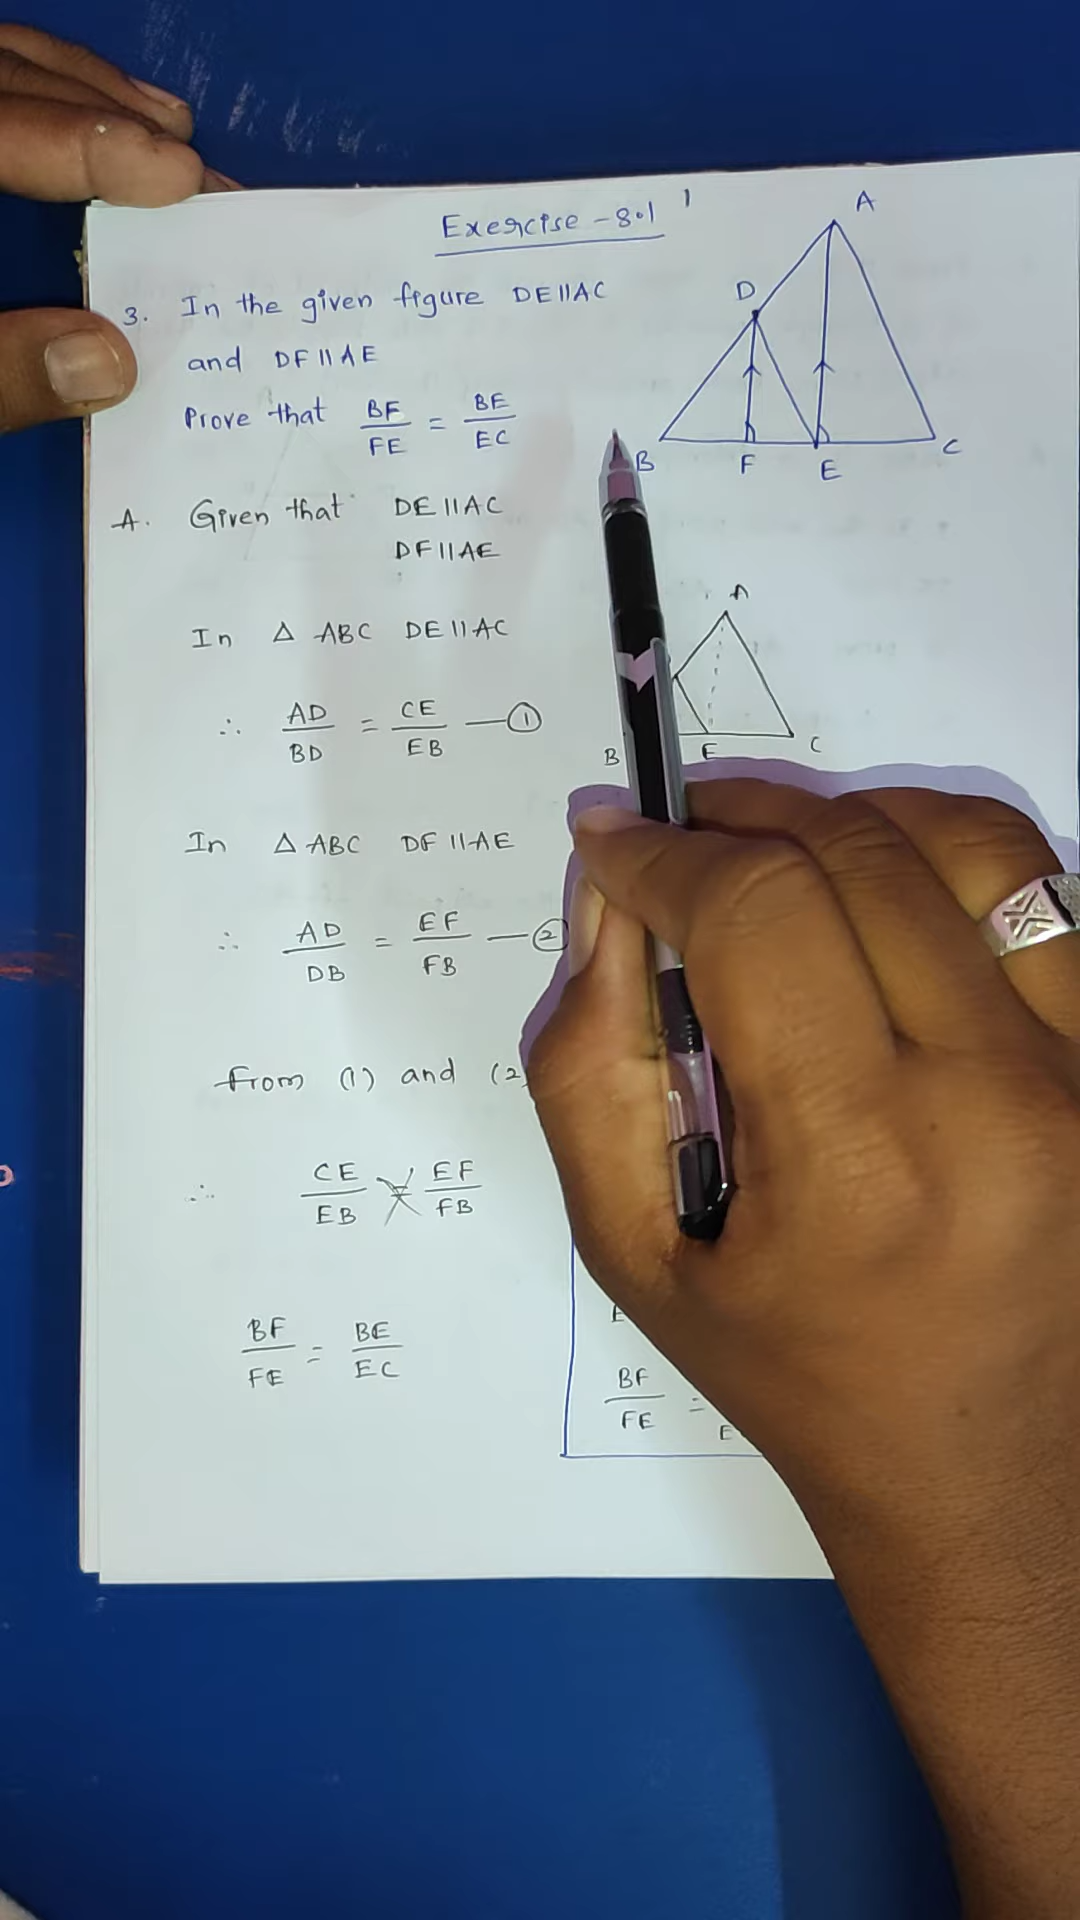 Exercise - 8.1
3. In the given figure DE||AC
and DF||AE
Prove that BF/FE = BE/EC
A
D
B
F
E
C
A. Given that DE||AC
DF||AE
In △ ABC DE||AC
∴ AD/BD = CE/EB — ①
A
B
E
C
In △ ABC DF||AE
∴ AD/DB = EF/FB — ②
From (1) and (2
∴ CE/EB = EF/FB
BF/FE = BE/EC
BF/FE =
E